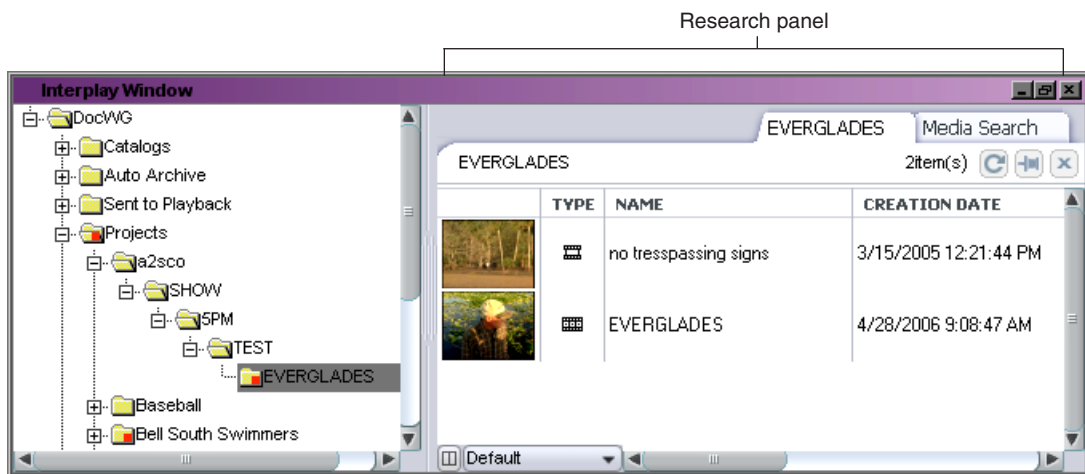 Research panel
Interplay Window
DocWG
Catalogs
Auto Archive
Sent to Playback
Projects
a2sco
SHOW
5PM
TEST
EVERGLADES
Baseball
Bell South Swimmers
EVERGLADES Media Search
EVERGLADES 2item(s)
TYPE NAME CREATION DATE
no tresspassing signs 3/15/2005 12:21:44 PM
EVERGLADES 4/28/2006 9:08:47 AM
Default